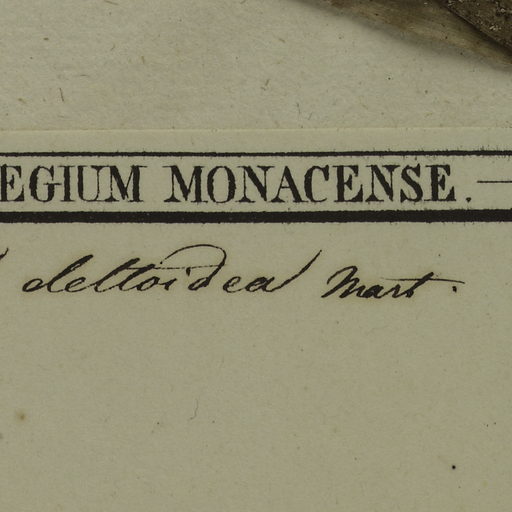 EGIUM MONACENSE. —
deltoidea Mart.